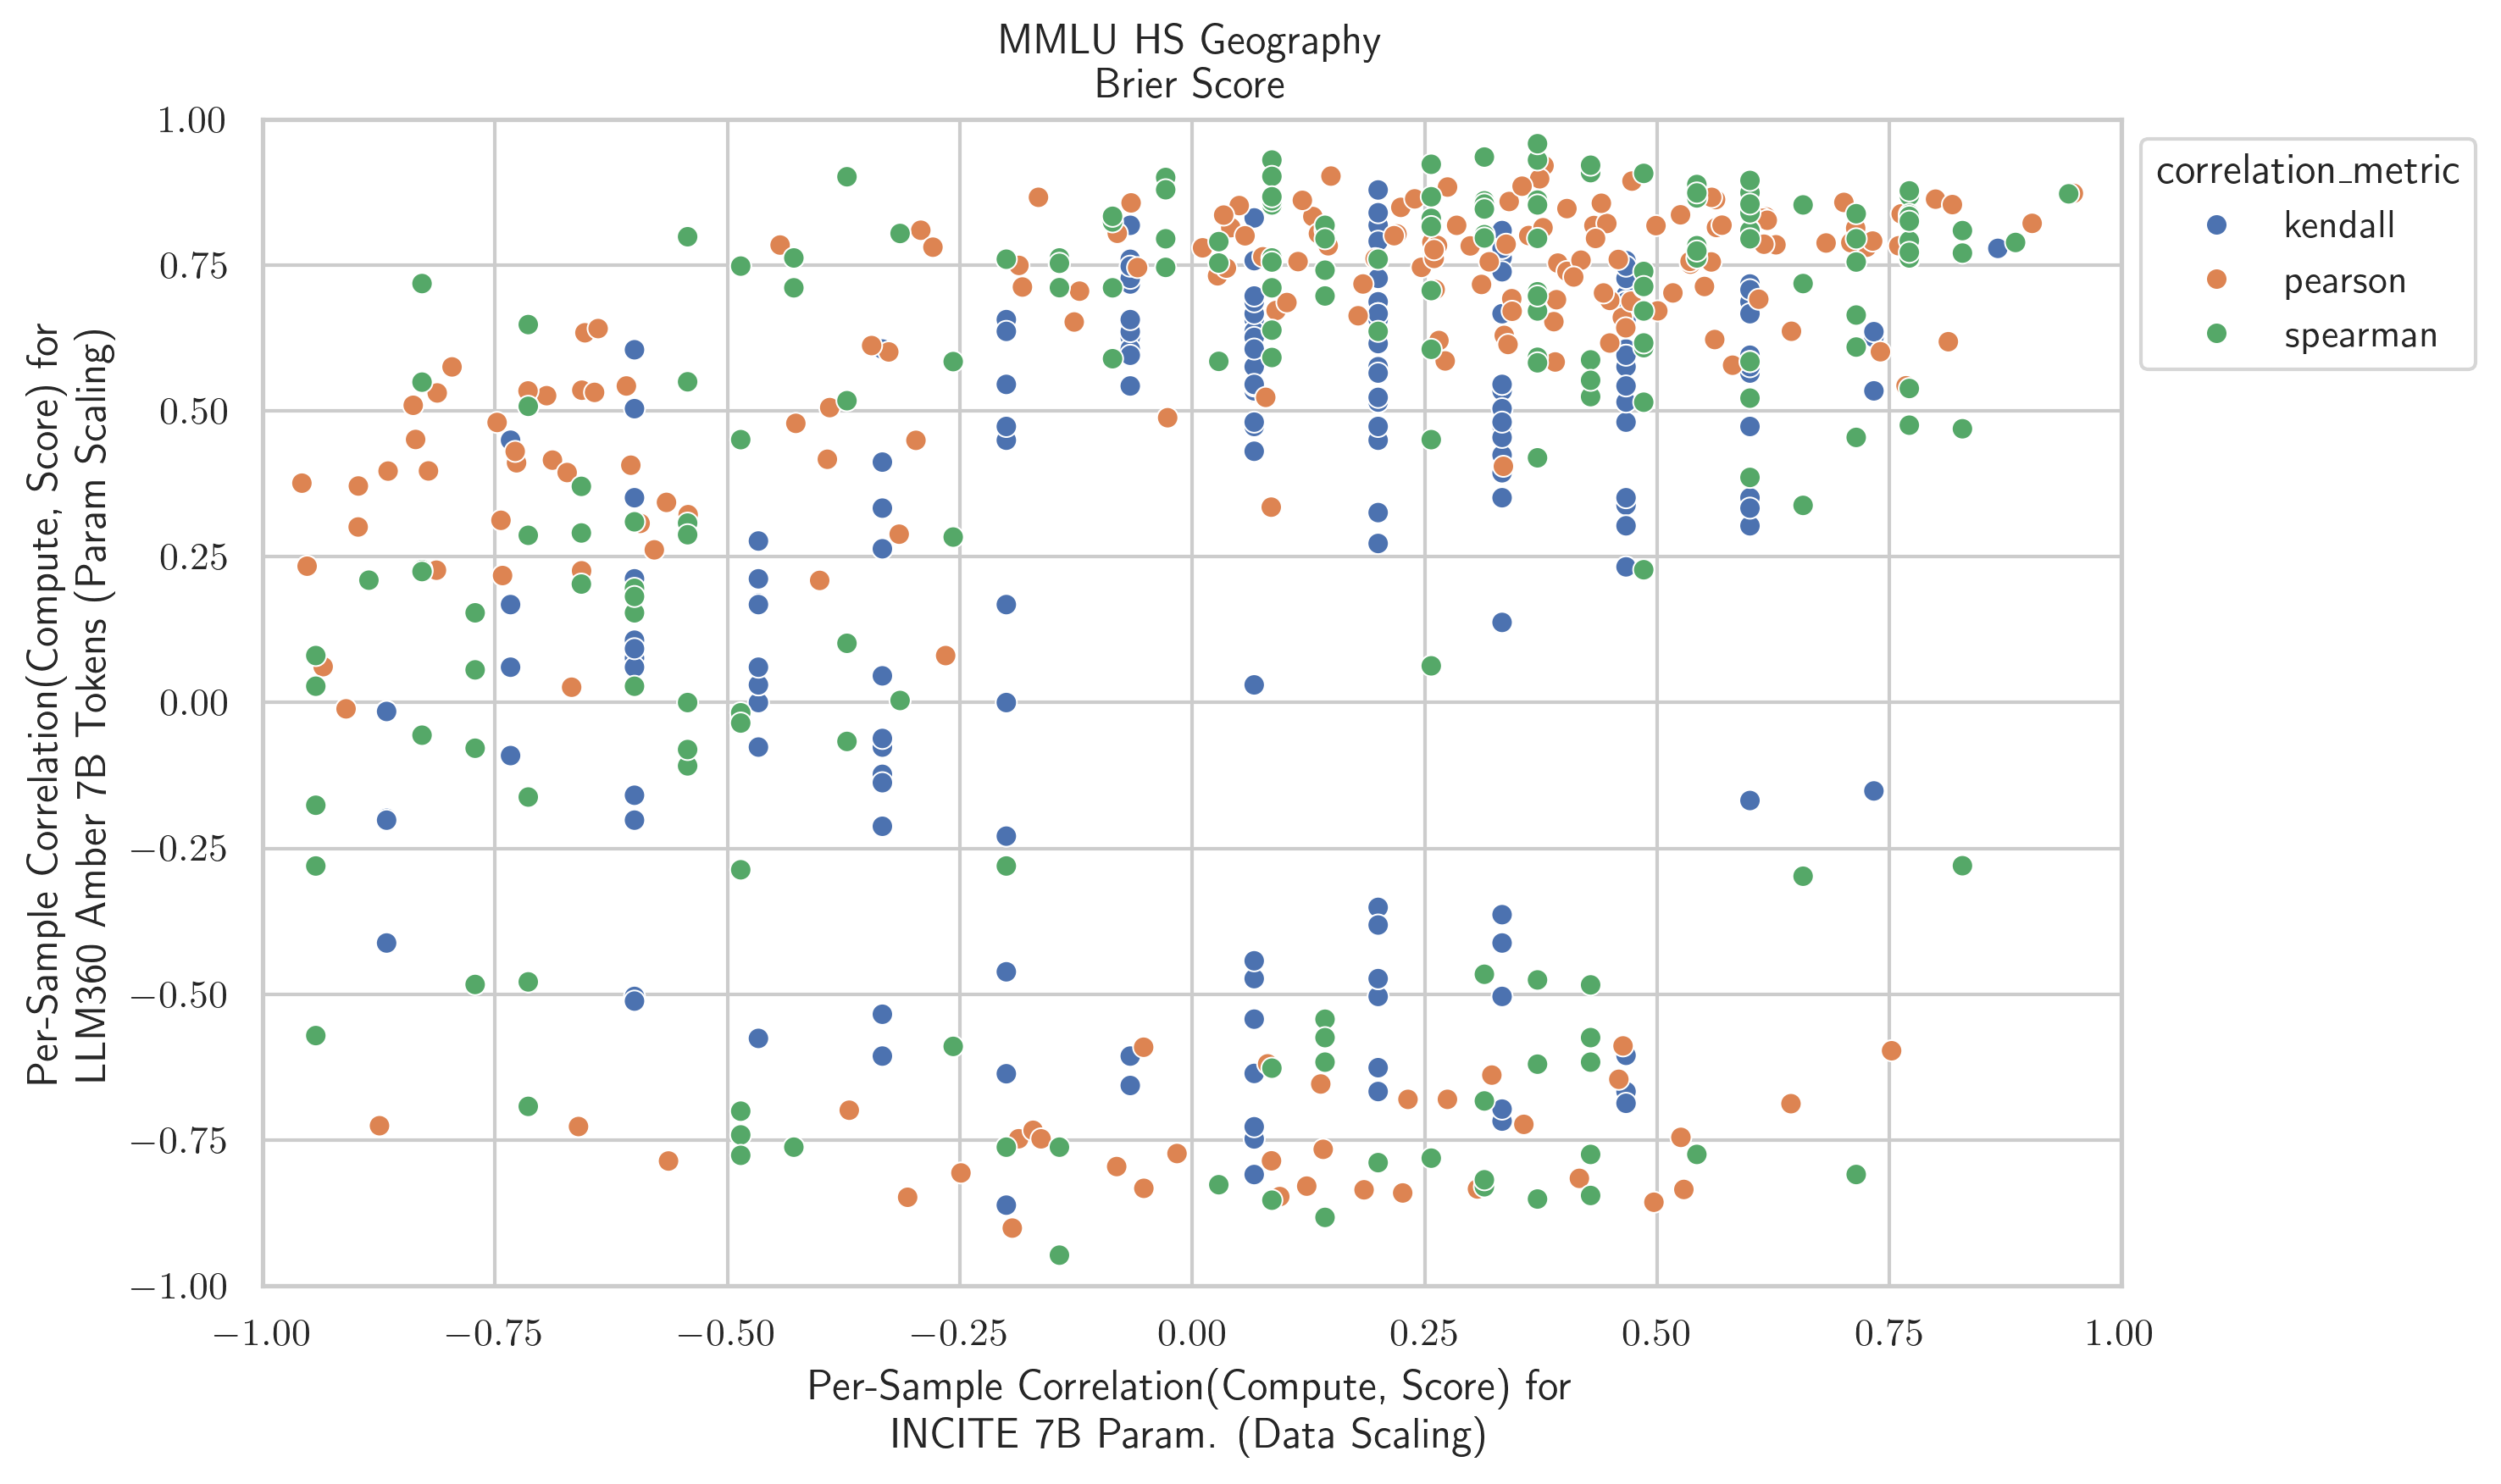 MMLU HS Geography
Brier Score
Per-Sample Correlation(Compute, Score) for
LLM360 Amber 7B Tokens (Param Scaling)
1.00
0.75
0.50
0.25
0.00
−0.25
−0.50
−0.75
−1.00
−1.00 −0.75 −0.50 −0.25 0.00 0.25 0.50 0.75 1.00
Per-Sample Correlation(Compute, Score) for
INCITE 7B Param. (Data Scaling)
correlation_metric
kendall
pearson
spearman